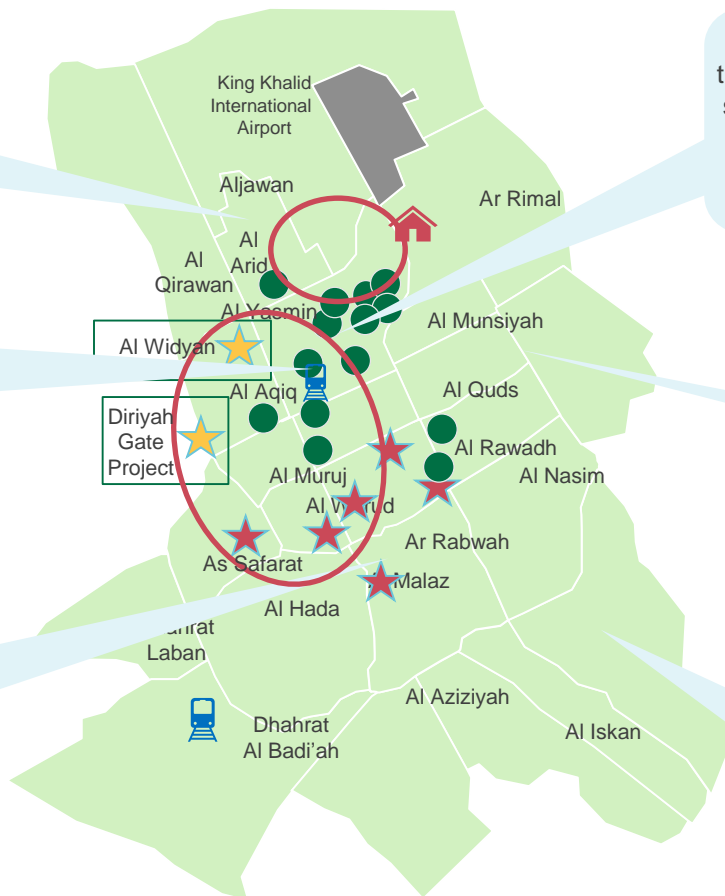 King Khalid
International
Airport
t
s
Aljawan
Ar Rimal
Al
Arid
Al
Qirawan
Al Yasmin
Al Munsiyah
Al Widyan
Al Aqiq
Al Quds
Diriyah
Gate
Project
Al Rawadh
Al Muruj
Al Nasim
Ar Rabwah
As Safarat
Malaz
Al Hada
Laban
Al Aziziyah
Al Iskan
Dhahrat
Al Badi'ah